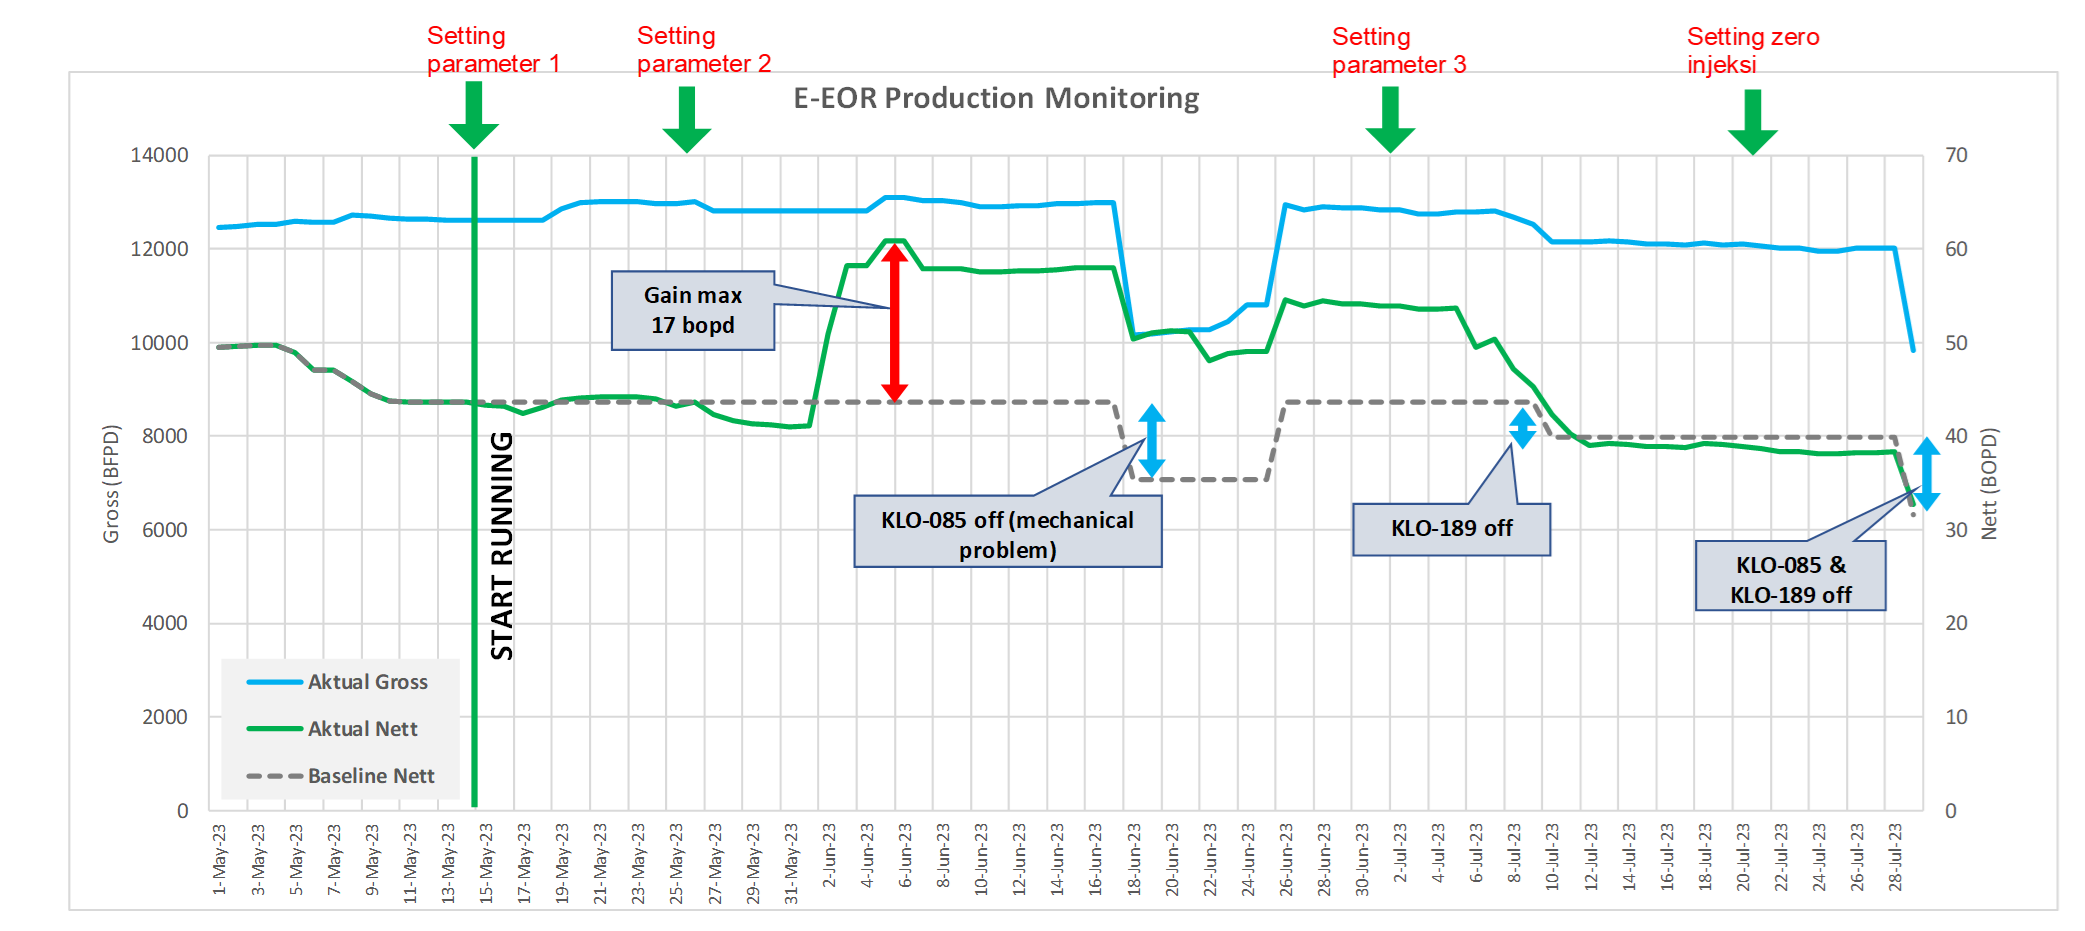 Setting
parameter 1
Setting
parameter 2
Setting
parameter 3
Setting zero
injeksi
E-EOR Production Monitoring
14000
12000
10000
8000
6000
4000
2000
0
Gross (BFPD)
70
60
50
40
30
20
10
0
Nett (BOPD)
START RUNNING
Gain max
17 bopd
KLO-085 off (mechanical
problem)
KLO-189 off
KLO-085 &
KLO-189 off
Aktual Gross
Aktual Nett
Baseline Nett
1-May-23
3-May-23
5-May-23
7-May-23
9-May-23
11-May-23
13-May-23
15-May-23
17-May-23
19-May-23
21-May-23
23-May-23
25-May-23
27-May-23
29-May-23
31-May-23
2-Jun-23
4-Jun-23
6-Jun-23
8-Jun-23
10-Jun-23
12-Jun-23
14-Jun-23
16-Jun-23
18-Jun-23
20-Jun-23
22-Jun-23
24-Jun-23
26-Jun-23
28-Jun-23
30-Jun-23
2-Jul-23
4-Jul-23
6-Jul-23
8-Jul-23
10-Jul-23
12-Jul-23
14-Jul-23
16-Jul-23
18-Jul-23
20-Jul-23
22-Jul-23
24-Jul-23
26-Jul-23
28-Jul-23